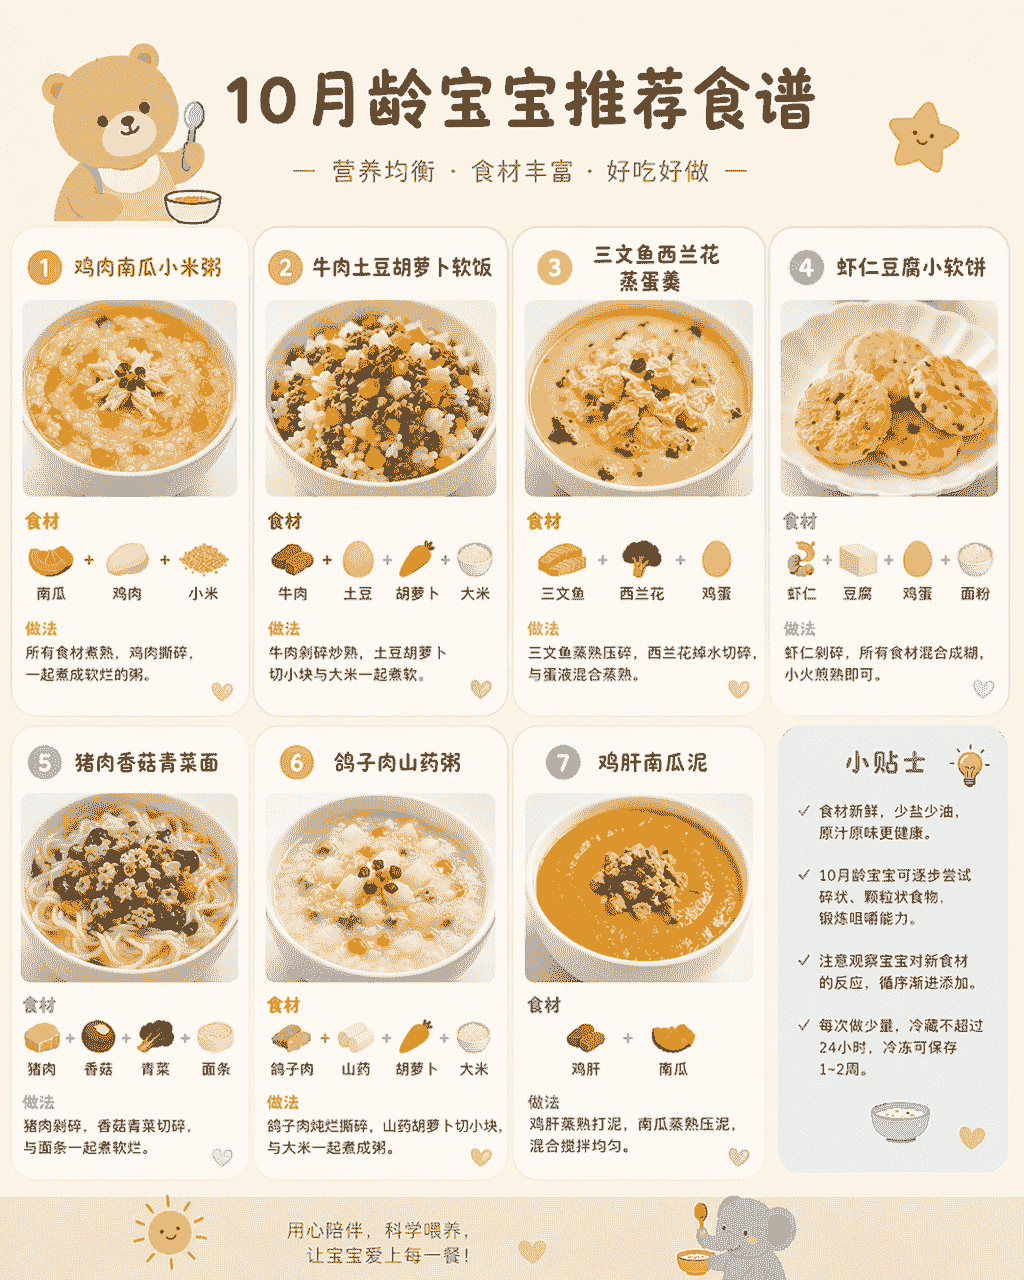 10月龄宝宝推荐食谱
— 营养均衡 · 食材丰富 · 好吃好做 —
1 鸡肉南瓜小米粥
食材
南瓜 + 鸡肉 + 小米
做法
所有食材煮熟，鸡肉撕碎，
一起煮成软烂的粥。
2 牛肉土豆胡萝卜软饭
食材
牛肉 + 土豆 + 胡萝卜 + 大米
做法
牛肉剁碎炒熟，土豆胡萝卜
切小块与大米一起煮软。
3 三文鱼西兰花
蒸蛋羹
食材
三文鱼 + 西兰花 + 鸡蛋
做法
三文鱼蒸熟压碎，西兰花焯水切碎，
与蛋液混合蒸熟。
4 虾仁豆腐小软饼
食材
虾仁 + 豆腐 + 鸡蛋 + 面粉
做法
虾仁剁碎，所有食材混合成糊，
小火煎熟即可。
5 猪肉香菇青菜面
食材
猪肉 + 香菇 + 青菜 + 面条
做法
猪肉剁碎，香菇青菜切碎，
与面条一起煮软烂。
6 鸽子肉山药粥
食材
鸽子肉 + 山药 + 胡萝卜 + 大米
做法
鸽子肉炖烂撕碎，山药胡萝卜切小块，
与大米一起煮成粥。
7 鸡肝南瓜泥
食材
鸡肝 + 南瓜
做法
鸡肝蒸熟打泥，南瓜蒸熟压泥，
混合搅拌均匀。
小贴士
✓ 食材新鲜，少盐少油，
原汁原味更健康。
✓ 10月龄宝宝可逐步尝试
碎状、颗粒状食物，
锻炼咀嚼能力。
✓ 注意观察宝宝对新食材
的反应，循序渐进添加。
✓ 每次做少量，冷藏不超过
24小时，冷冻可保存
1~2周。
用心陪伴，科学喂养，
让宝宝爱上每一餐！